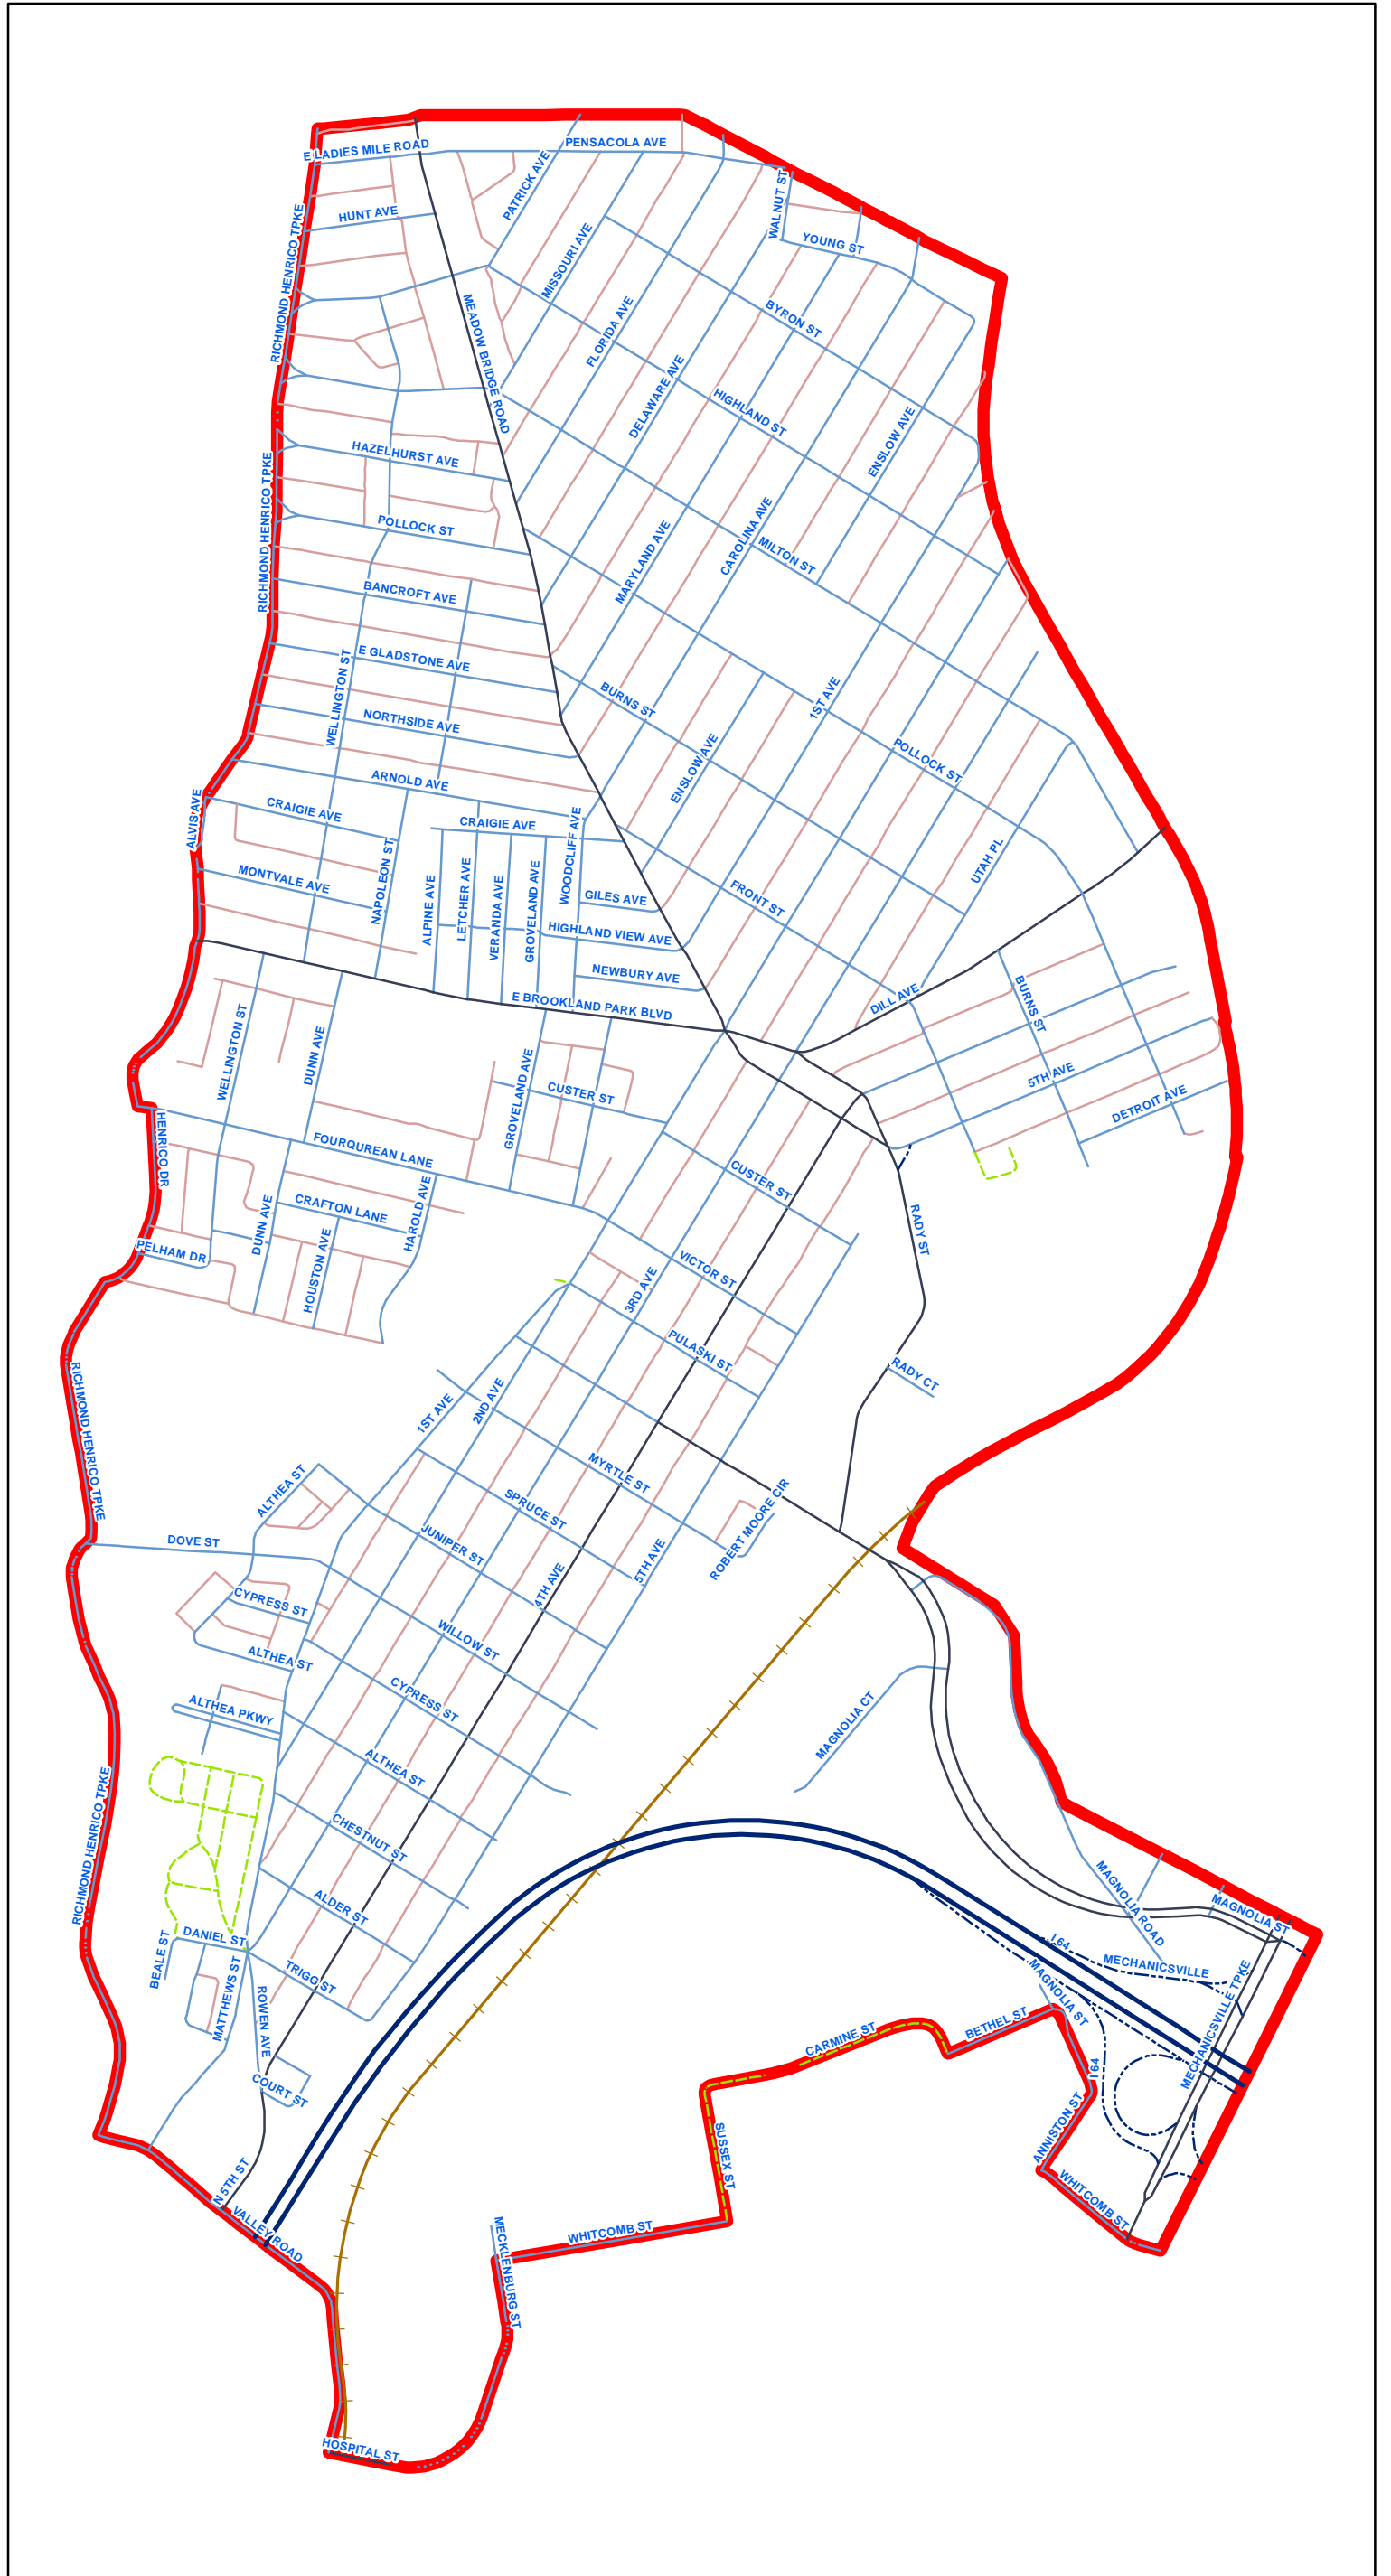 PENSACOLA AVE
E LADIES MILE ROAD
PATRICK AVE
WALNUT ST
HUNT AVE
YOUNG ST
RICHMOND HENRICO TPKE
MISSOURI AVE
MEADOW BRIDGE ROAD
FLORIDA AVE
BYRON ST
DELAWARE AVE
HIGHLAND ST
ENSLOW AVE
HAZELHURST AVE
RICHMOND HENRICO TPKE
POLLOCK ST
CAROLINA AVE
MARYLAND AVE
MILTON ST
BANCROFT AVE
E GLADSTONE AVE
WELLINGTON ST
BURNS ST
1ST AVE
NORTHSIDE AVE
POLLOCK ST
ENSLOW AVE
ARNOLD AVE
ALVIS AVE
CRAIGIE AVE
CRAIGIE AVE
WOODCLIFF AVE
UTAH PL
NAPOLEON ST
MONTVALE AVE
ALPINE AVE
LETCHER AVE
VERANDA AVE
GROVELAND AVE
GILES AVE
FRONT ST
HIGHLAND VIEW AVE
NEWBURY AVE
E BROOKLAND PARK BLVD
DILL AVE
BURNS ST
WELLINGTON ST
DUNN AVE
5TH AVE
GROVELAND AVE
CUSTER ST
DETROIT AVE
HENRICO DR
FOURQUREAN LANE
CUSTER ST
CRAFTON LANE
HAROLD AVE
DUNN AVE
RADY ST
PELHAM DR
HOUSTON AVE
VICTOR ST
3RD AVE
PULASKI ST
RADY CT
RICHMOND HENRICO TPKE
1ST AVE
2ND AVE
MYRTLE ST
ALTHEA ST
SPRUCE ST
ROBERT MOORE CIR
DOVE ST
JUNIPER ST
5TH AVE
4TH AVE
CYPRESS ST
WILLOW ST
ALTHEA ST
CYPRESS ST
ALTHEA PKWY
MAGNOLIA CT
ALTHEA ST
RICHMOND HENRICO TPKE
CHESTNUT ST
ALDER ST
MAGNOLIA ROAD
MAGNOLIA ST
DANIEL ST
BEALE ST
I 64
MECHANICSVILLE
TRIGG ST
MATTHEWS ST
ROWEN AVE
MAGNOLIA ST
MECHANICSVILLE TPKE
CARMINE ST
BETHEL ST
I 64
COURT ST
ANNISTON ST
SUSSEX ST
N 5TH ST
WHITCOMB ST
VALLEY ROAD
WHITCOMB ST
MECKLENBURG ST
HOSPITAL ST